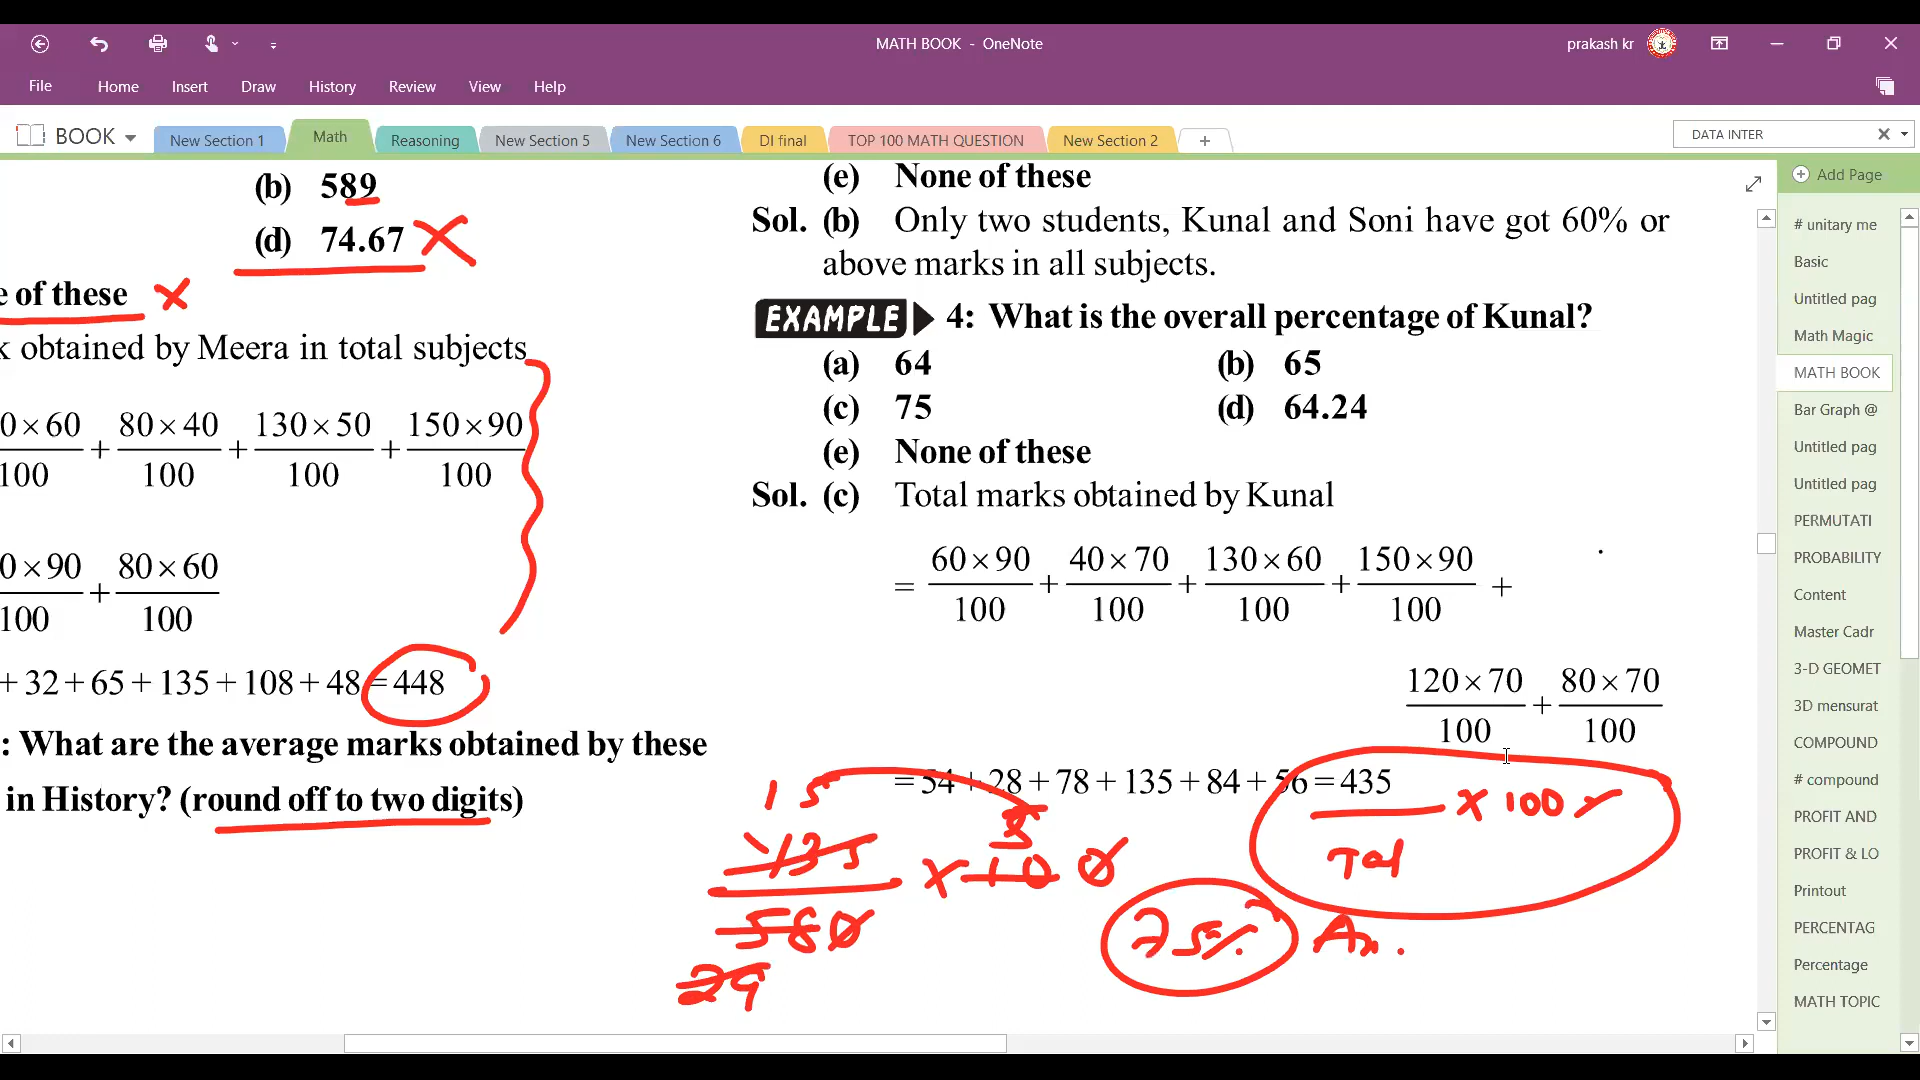 MATH BOOK - OneNote
prakash kr
File Home Insert Draw History Review View Help
BOOK
New Section 1 Math Reasoning New Section 5 New Section 6 DI final TOP 100 MATH QUESTION New Section 2 +
DATA INTER
(b) 589
(d) 74.67
e of these
k obtained by Meera in total subjects
0×60/100 + 80×40/100 + 130×50/100 + 150×90/100
0×90/100 + 80×60/100
+ 32 + 65 + 135 + 108 + 48 = 448
: What are the average marks obtained by these
in History? (round off to two digits)
(e) None of these
Sol. (b) Only two students, Kunal and Soni have got 60% or
above marks in all subjects.
EXAMPLE 4: What is the overall percentage of Kunal?
(a) 64 (b) 65
(c) 75 (d) 64.24
(e) None of these
Sol. (c) Total marks obtained by Kunal
= 60×90/100 + 40×70/100 + 130×60/100 + 150×90/100 +
120×70/100 + 80×70/100
= 54 + 28 + 78 + 135 + 84 + 56 = 435
× 100
15
5
435 × 100
580
29
75%
Add Page
# unitary me
Basic
Untitled pag
Math Magic
MATH BOOK
Bar Graph @
Untitled pag
Untitled pag
PERMUTATI
PROBABILITY
Content
Master Cadr
3-D GEOMET
3D mensurat
COMPOUND
# compound
PROFIT AND
PROFIT & LO
Printout
PERCENTAG
Percentage
MATH TOPIC